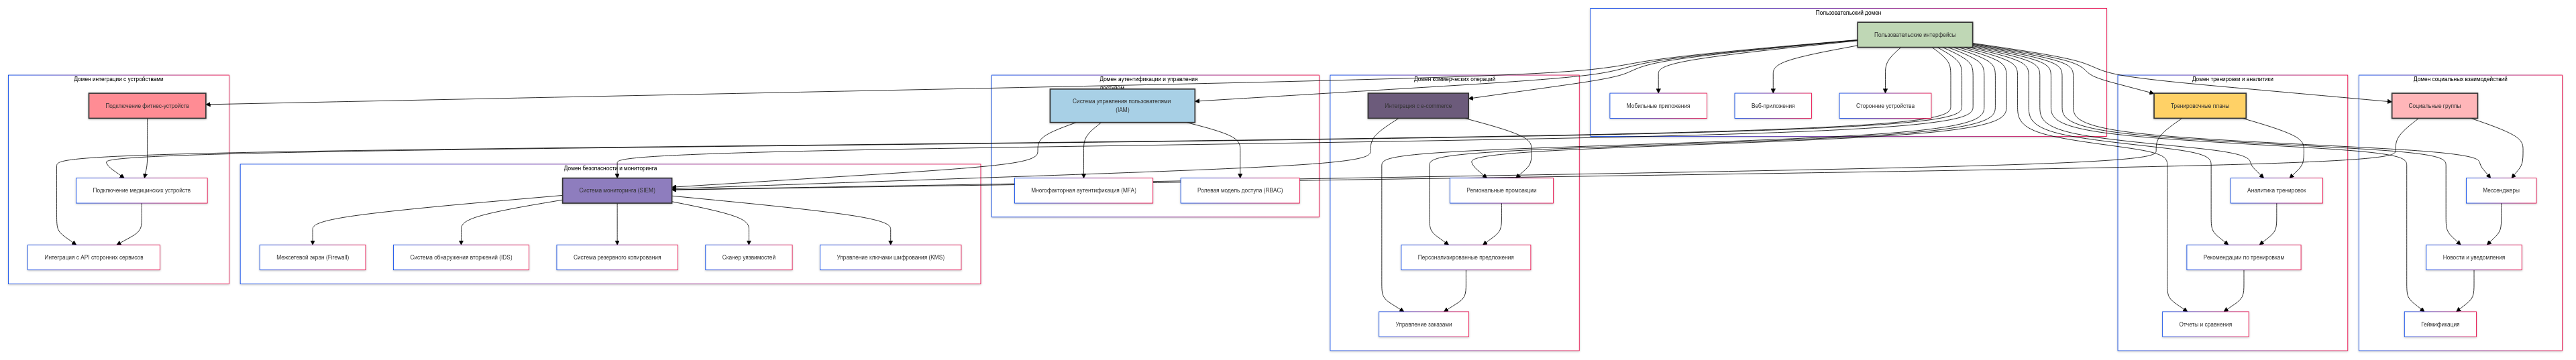 Пользовательский домен
Пользовательские интерфейсы
Мобильные приложения
Веб-приложения
Сторонние устройства
Домен интеграции с устройствами
Подключение фитнес-устройств
Подключение медицинских устройств
Интеграция с API сторонних сервисов
Домен безопасности и мониторинга
Система мониторинга (SIEM)
Межсетевой экран (Firewall)
Система обнаружения вторжений (IDS)
Система резервного копирования
Сканер уязвимостей
Управление ключами шифрования (KMS)
Домен аутентификации и управления
доступом
Система управления пользователями
(IAM)
Многофакторная аутентификация (MFA)
Ролевая модель доступа (RBAC)
Домен коммерческих операций
Интеграция с e-commerce
Региональные промоакции
Персонализированные предложения
Управление заказами
Домен тренировки и аналитики
Тренировочные планы
Аналитика тренировок
Рекомендации по тренировкам
Отчеты и сравнения
Домен социальных взаимодействий
Социальные группы
Мессенджеры
Новости и уведомления
Геймификация